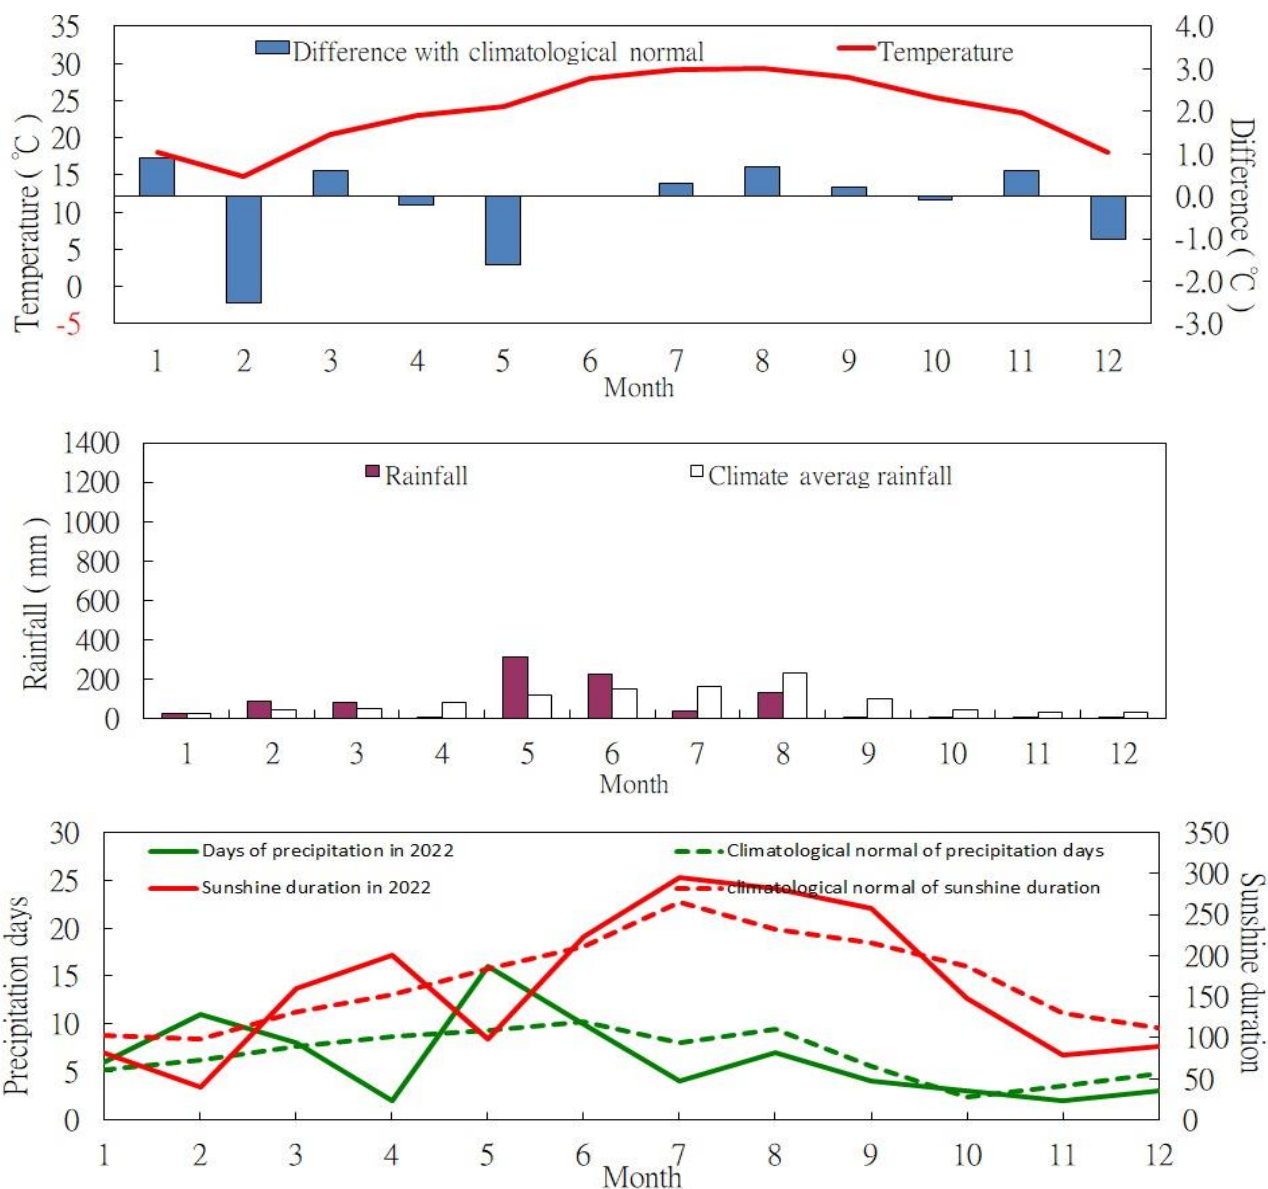 35
30
25
20
15
10
5
0
-5
Temperature ( ℃ )
Difference with climatological normal
Temperature
4.0
3.0
2.0
1.0
0.0
-1.0
-2.0
-3.0
Difference ( ℃ )
1 2 3 4 5 6 7 8 9 10 11 12
Month
1400
1200
1000
800
600
400
200
0
Rainfall ( mm )
Rainfall
Climate averag rainfall
1 2 3 4 5 6 7 8 9 10 11 12
Month
30
25
20
15
10
5
0
Precipitation days
Days of precipitation in 2022
Climatological normal of precipitation days
Sunshine duration in 2022
climatological normal of sunshine duration
350
300
250
200
150
100
50
0
Sunshine duration
1 2 3 4 5 6 7 8 9 10 11 12
Month